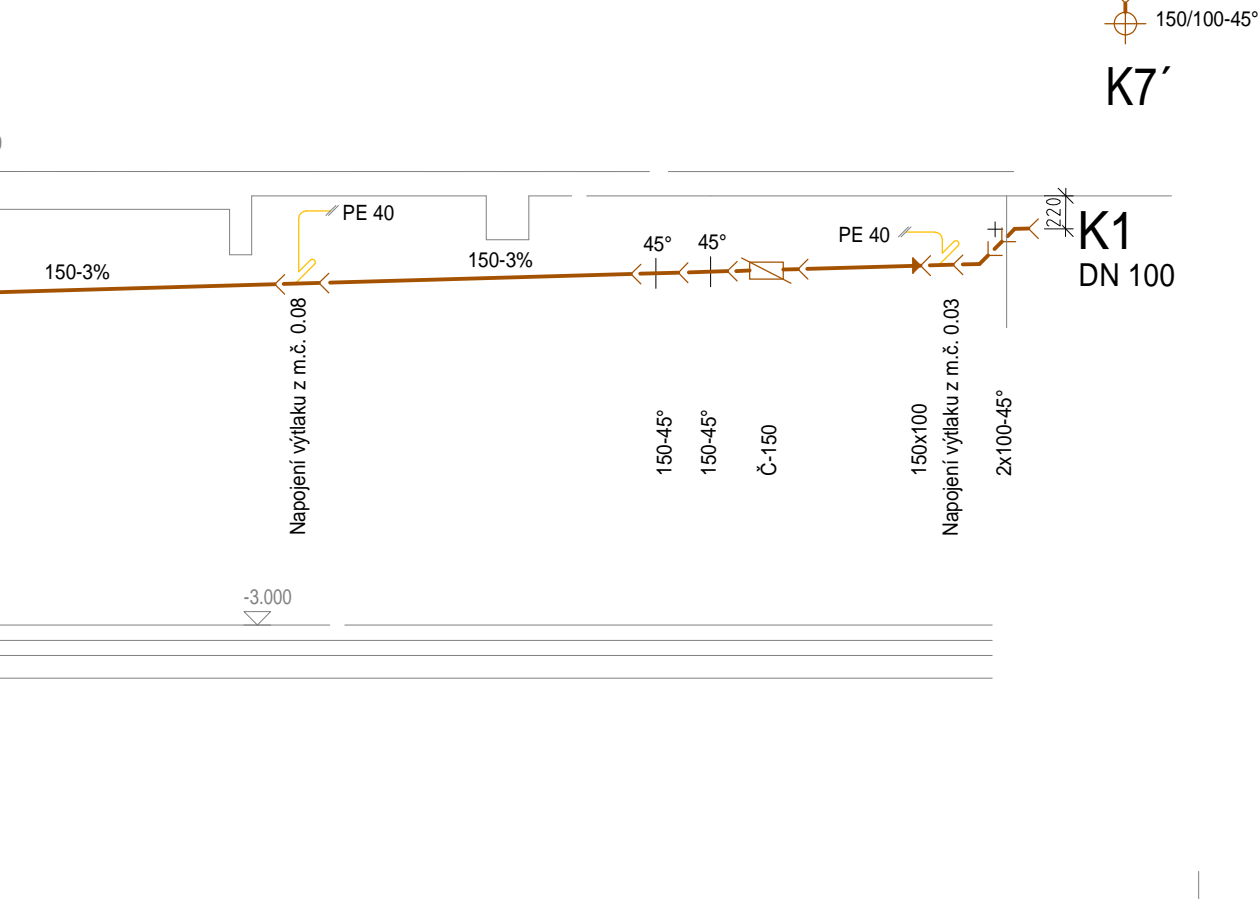 150/100-45°
K7´
PE 40
220
K1
PE 40
45°
45°
150-3%
150-3%
DN 100
Napojení výtlaku z m.č. 0.08
150-45°
150-45°
Č-150
150x100
Napojení výtlaku z m.č. 0.03
2x100-45°
-3.000